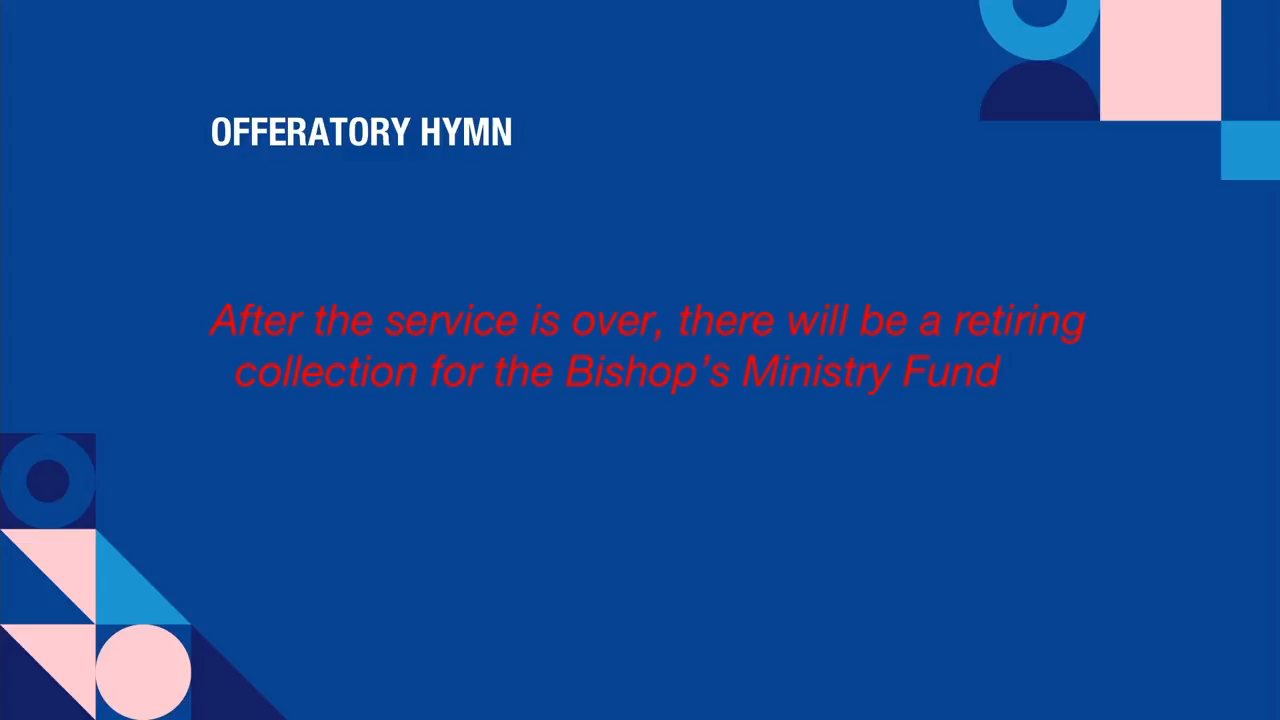 OFFERATORY HYMN
After the service is over, there will be a retiring
collection for the Bishop’s Ministry Fund